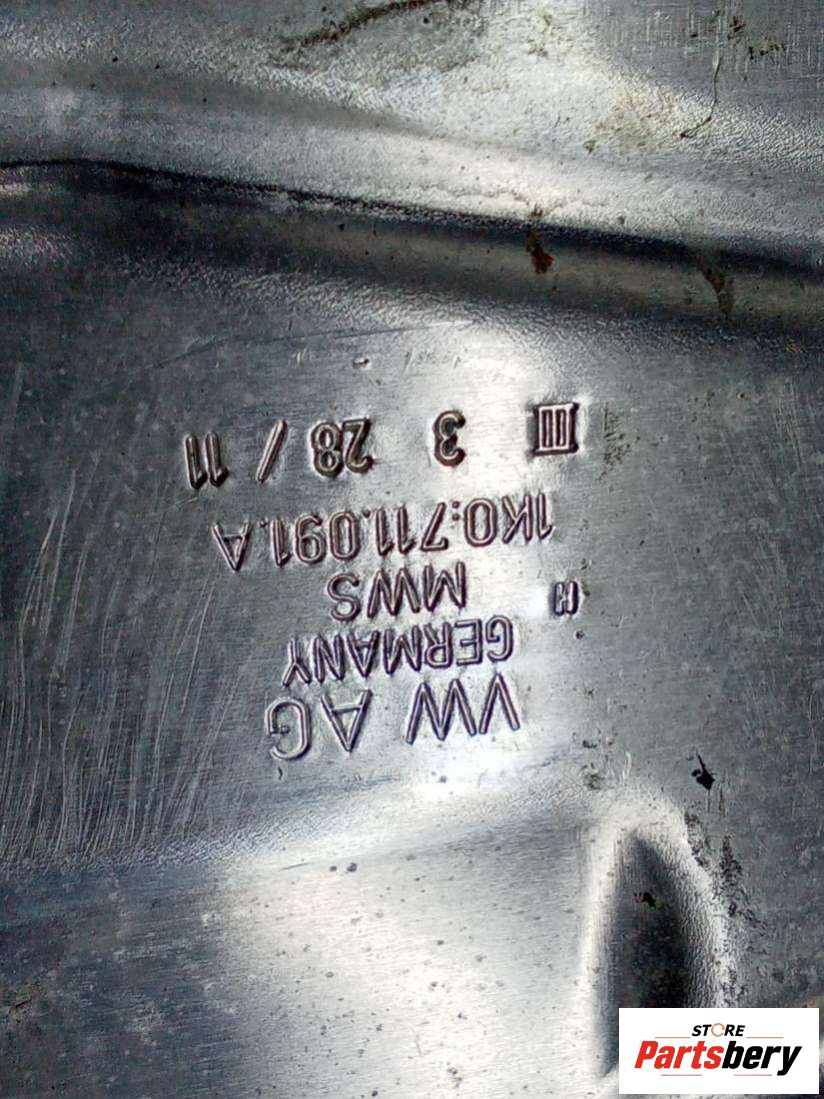 VW AG
GERMANY
MWS
1K0:711.091.A
III 3 28 / 11
STORE
Partsbery